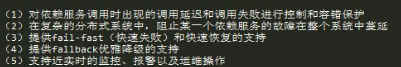 （1）对依赖服务调用时出现的调用延迟和调用失败进行控制和容错保护
（2）在复杂的分布式系统中，阻止某一个依赖服务的故障在整个系统中蔓延
（3）提供fail-fast（快速失败）和快速恢复的支持
（4）提供fallback优雅降级的支持
（5）支持近实时的监控、报警以及运维操作